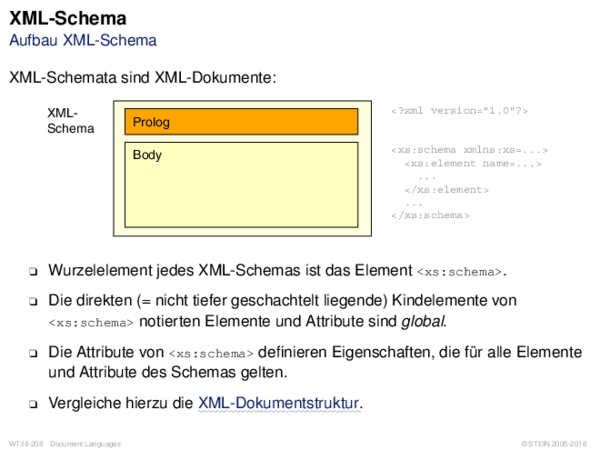 XML-Schema
Aufbau XML-Schema
XML-Schemata sind XML-Dokumente:
XML-
Schema
Prolog
Body
<?xml version="1.0"?>
<xs:schema xmlns:xs=...>
<xs:element name=...>
...
</xs:element>
...
</xs:schema>
❑ Wurzelelement jedes XML-Schemas ist das Element <xs:schema>.
❑ Die direkten (= nicht tiefer geschachtelt liegende) Kindelemente von
<xs:schema> notierten Elemente und Attribute sind global.
❑ Die Attribute von <xs:schema> definieren Eigenschaften, die für alle Elemente
und Attribute des Schemas gelten.
❑ Vergleiche hierzu die XML-Dokumentstruktur.
WT:III-208 Document Languages
© STEIN 2005-2018